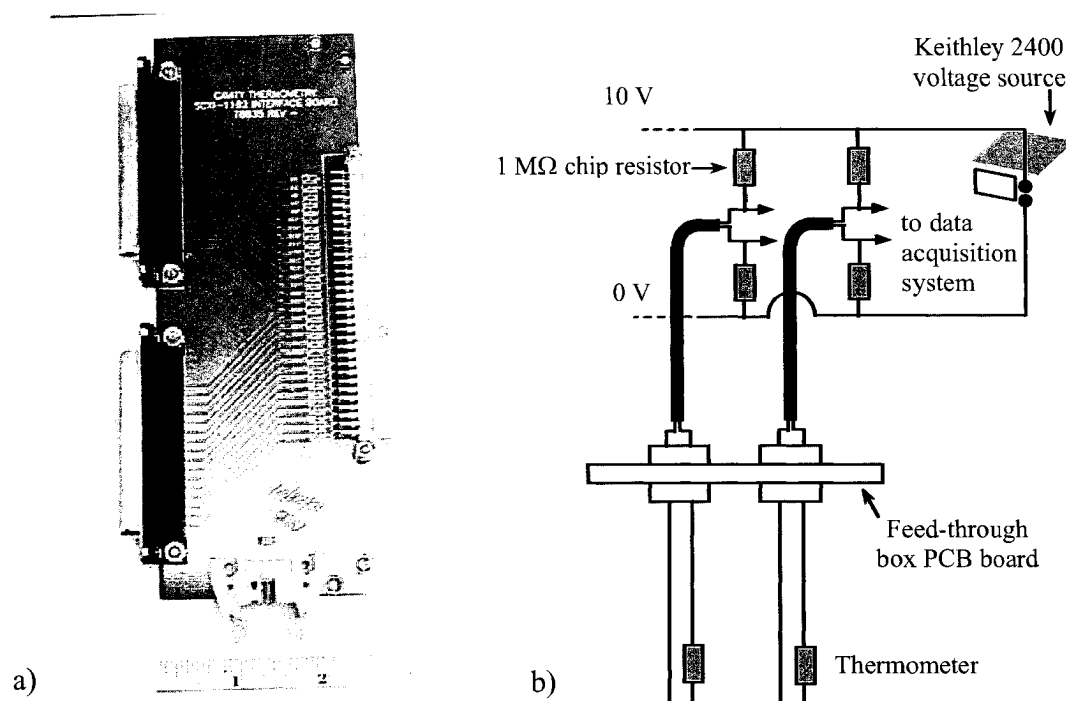 CAVITY THERMOMETRY
SCXI-1102 INTERFACE BOARD
1
2
a)
Keithley 2400
voltage source
10 V
1 MΩ chip resistor
to data
acquisition
system
0 V
Feed-through
box PCB board
Thermometer
b)